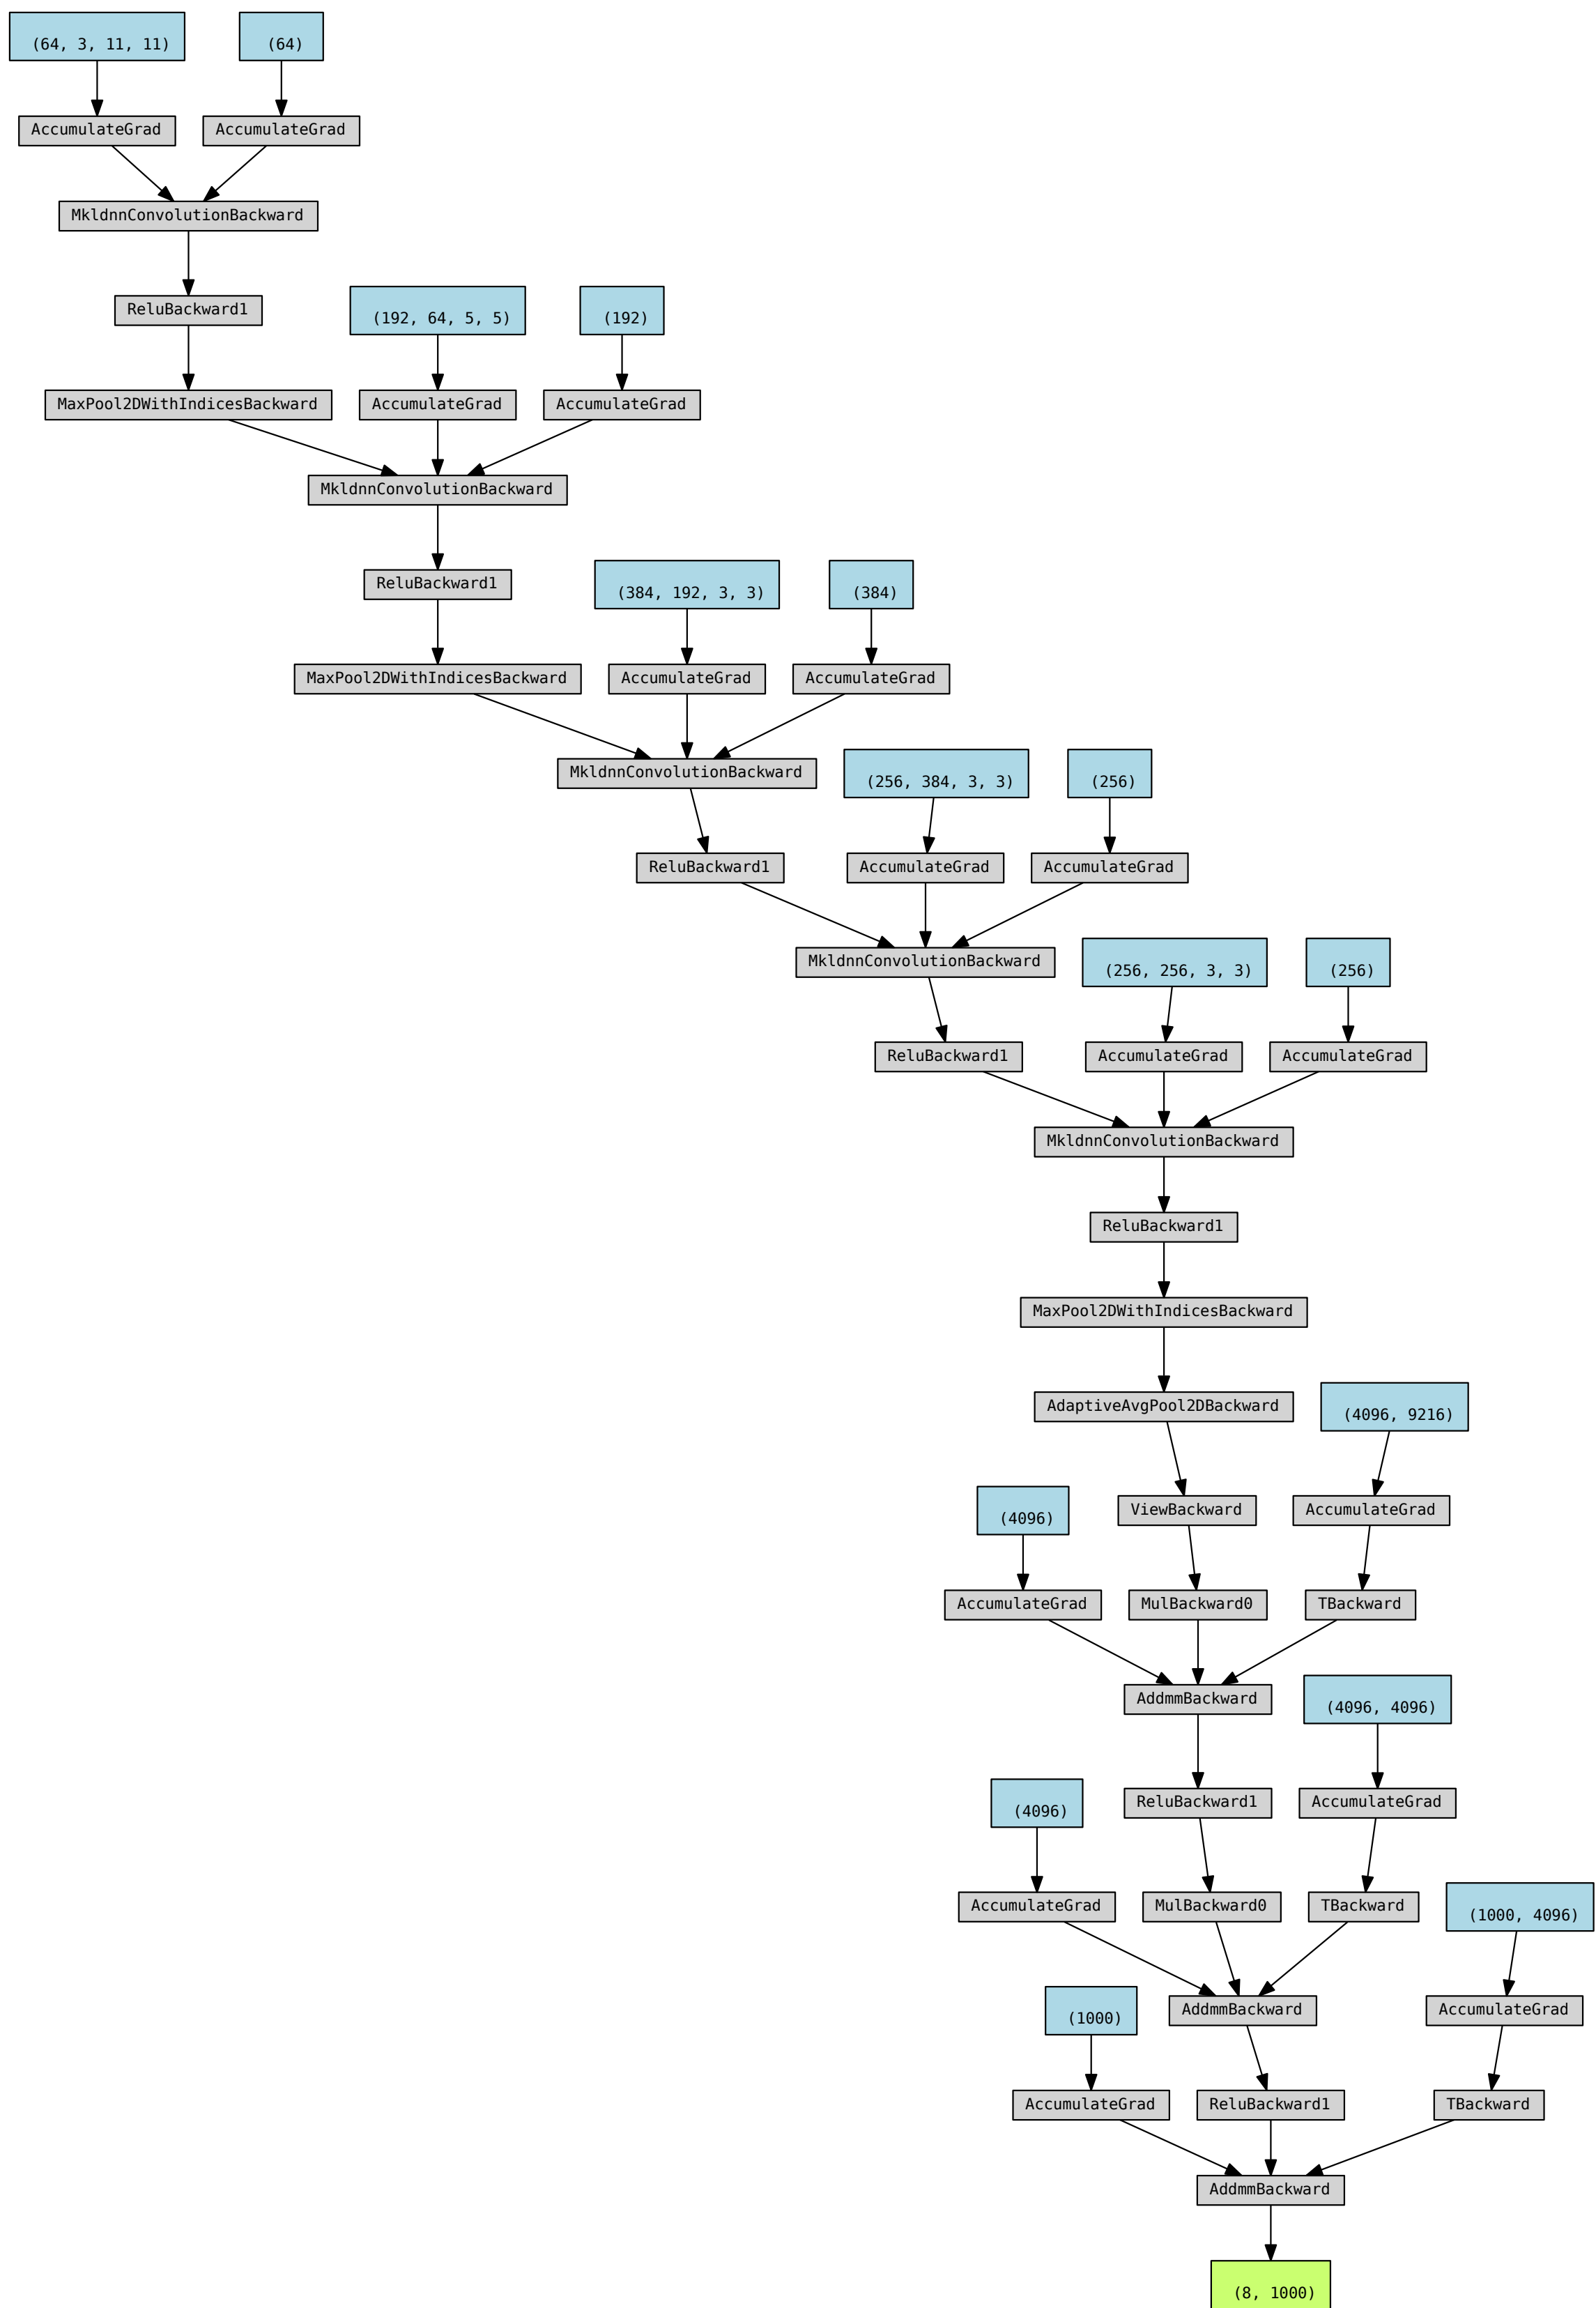 (64, 3, 11, 11)
(64)
AccumulateGrad
AccumulateGrad
MkldnnConvolutionBackward
ReluBackward1
(192, 64, 5, 5)
(192)
MaxPool2DWithIndicesBackward
AccumulateGrad
AccumulateGrad
MkldnnConvolutionBackward
ReluBackward1
(384, 192, 3, 3)
(384)
MaxPool2DWithIndicesBackward
AccumulateGrad
AccumulateGrad
MkldnnConvolutionBackward
(256, 384, 3, 3)
(256)
ReluBackward1
AccumulateGrad
AccumulateGrad
MkldnnConvolutionBackward
(256, 256, 3, 3)
(256)
ReluBackward1
AccumulateGrad
AccumulateGrad
MkldnnConvolutionBackward
ReluBackward1
MaxPool2DWithIndicesBackward
AdaptiveAvgPool2DBackward
(4096, 9216)
(4096)
ViewBackward
AccumulateGrad
AccumulateGrad
MulBackward0
TBackward
AddmmBackward
(4096, 4096)
(4096)
ReluBackward1
AccumulateGrad
AccumulateGrad
MulBackward0
TBackward
(1000, 4096)
(1000)
AddmmBackward
AccumulateGrad
AccumulateGrad
ReluBackward1
TBackward
AddmmBackward
(8, 1000)